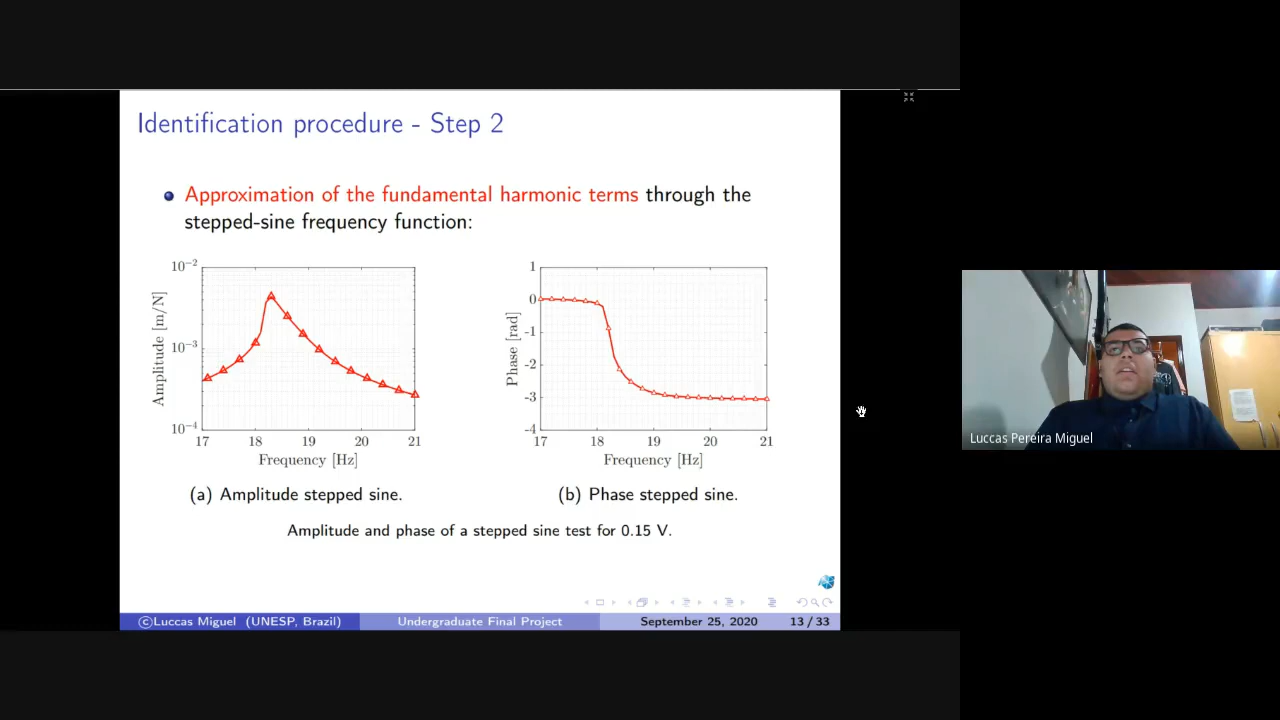 Identification procedure - Step 2
Approximation of the fundamental harmonic terms through the
stepped-sine frequency function:
10⁻²
10⁻³
10⁻⁴
Amplitude [m/N]
17 18 19 20 21
Frequency [Hz]
(a) Amplitude stepped sine.
1
0
-1
-2
-3
-4
Phase [rad]
17 18 19 20 21
Frequency [Hz]
(b) Phase stepped sine.
Amplitude and phase of a stepped sine test for 0.15 V.
©Luccas Miguel (UNESP, Brazil) Undergraduate Final Project September 25, 2020 13 / 33
Luccas Pereira Miguel